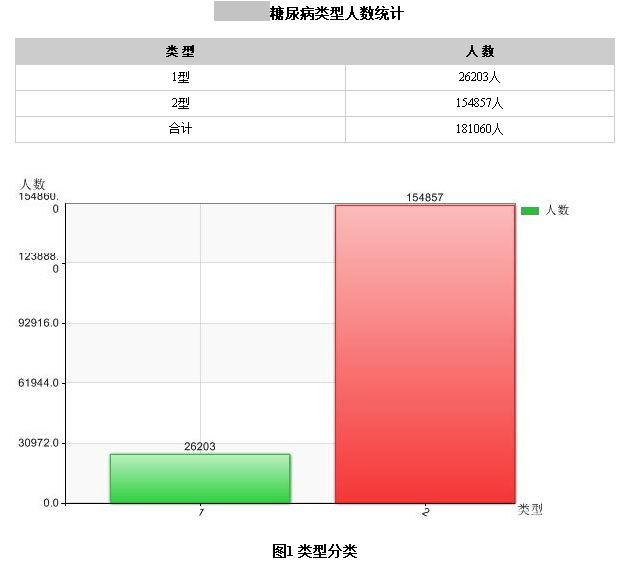 糖尿病类型人数统计
类 型 人 数
1型 26203人
2型 154857人
合计 181060人
人数
154860.
0
154857
人数
123888.
0
92916.0
61944.0
30972.0
26203
0.0
1 2 类型
图1 类型分类